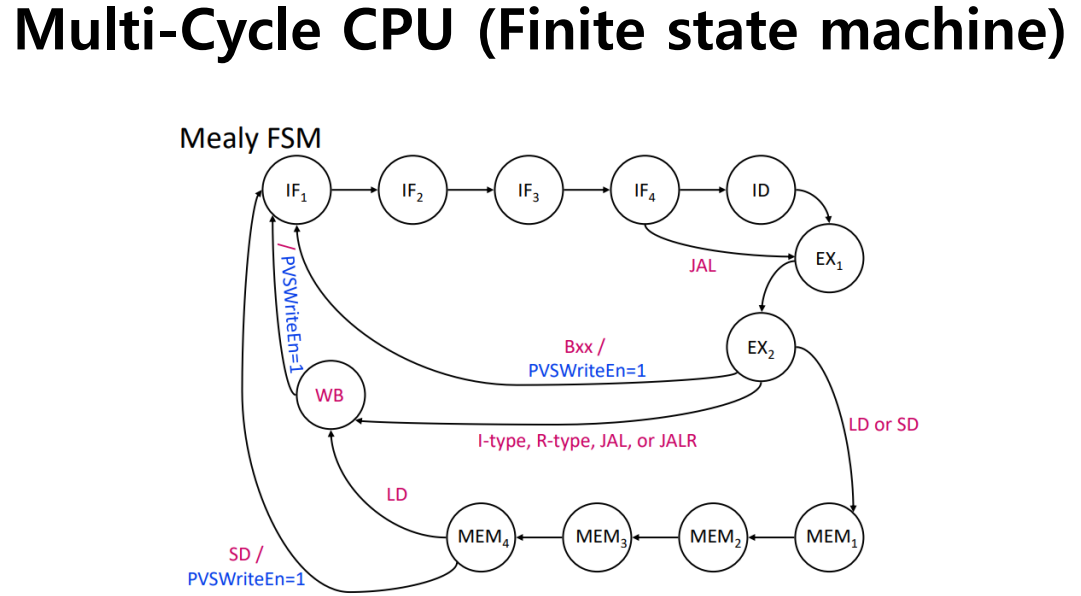 Multi-Cycle CPU (Finite state machine)
Mealy FSM
IF₁
IF₂
IF₃
IF₄
ID
EX₁
JAL
/ PVSWriteEn=1
EX₂
Bxx /
PVSWriteEn=1
WB
I-type, R-type, JAL, or JALR
LD or SD
LD
MEM₄
MEM₃
MEM₂
MEM₁
SD /
PVSWriteEn=1